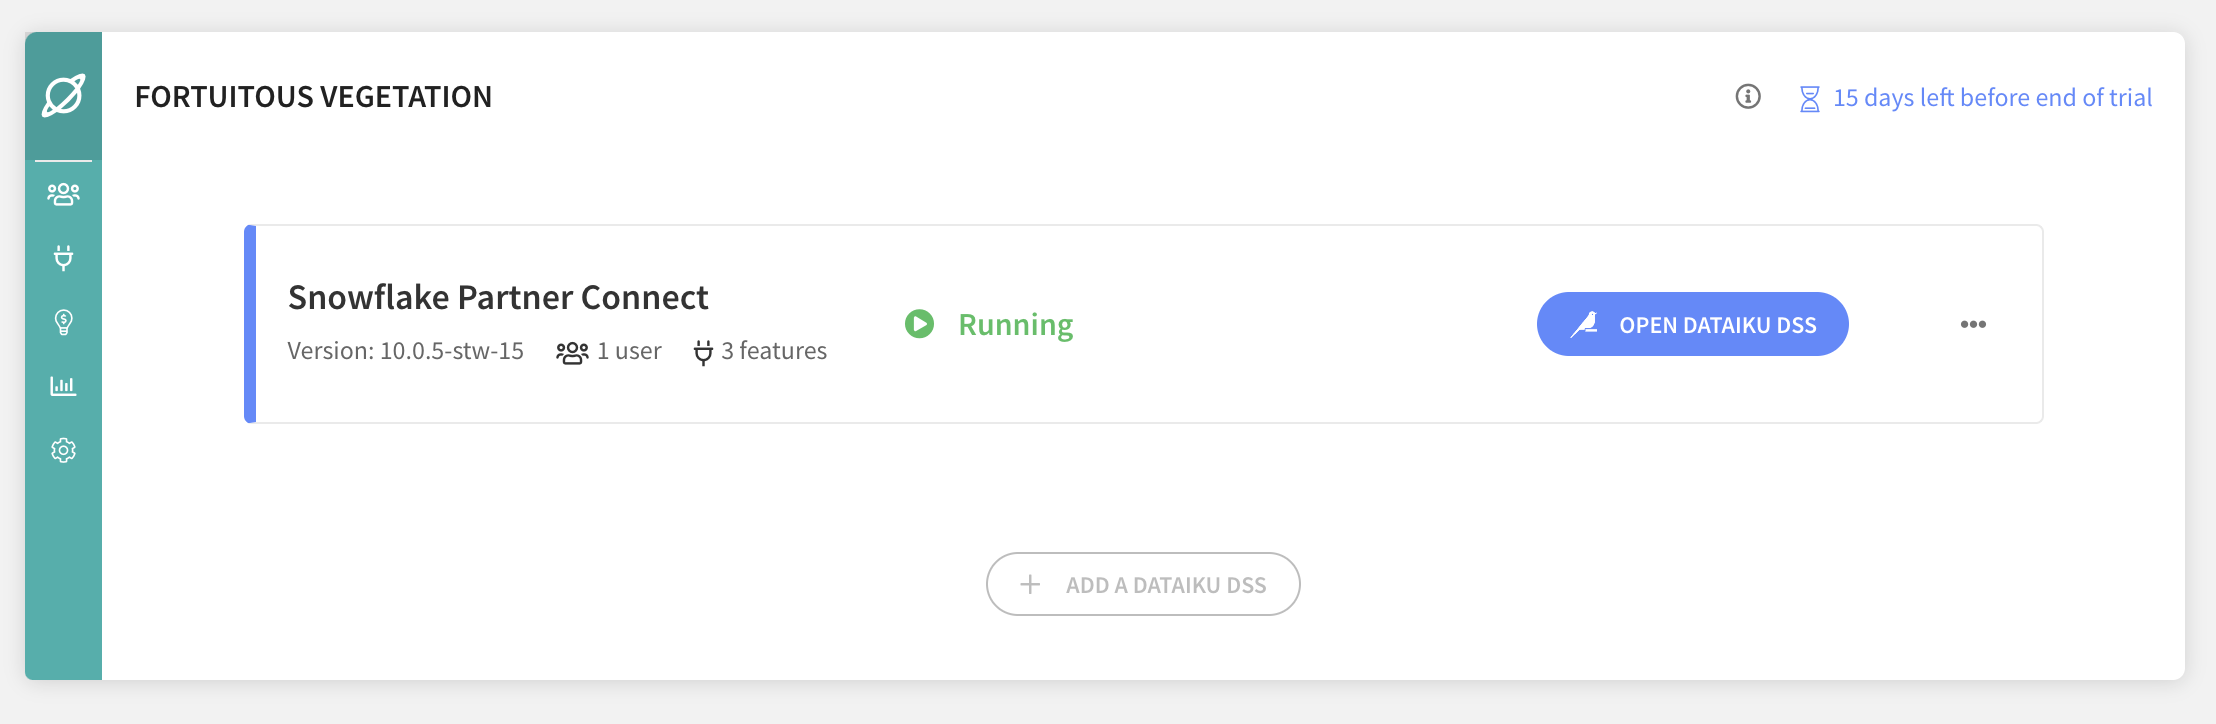 FORTUITOUS VEGETATION
15 days left before end of trial
Snowflake Partner Connect
Version: 10.0.5-stw-15 1 user 3 features
Running
OPEN DATAIKU DSS
ADD A DATAIKU DSS